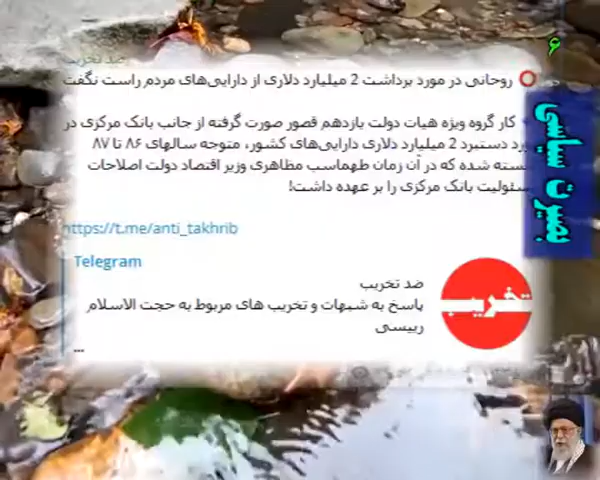 ۶
ضد تخریب
روحانی در مورد برداشت 2 میلیارد دلاری از دارایی‌های مردم راست نگفت
کار گروه ویژه هیات دولت یازدهم قصور صورت گرفته از جانب بانک مرکزی در
مورد دستبرد 2 میلیارد دلاری دارایی‌های کشور، متوجه سالهای ۸۶ تا ۸۷
دانسته شده که در آن زمان طهماسب مظاهری وزیر اقتصاد دولت اصلاحات
مسئولیت بانک مرکزی را بر عهده داشت!
https://t.me/anti_takhrib
Telegram
ضد تخریب
پاسخ به شبهات و تخریب های مربوط به حجت الاسلام
رییسی
...
تخریب
بصیرت سیاسی